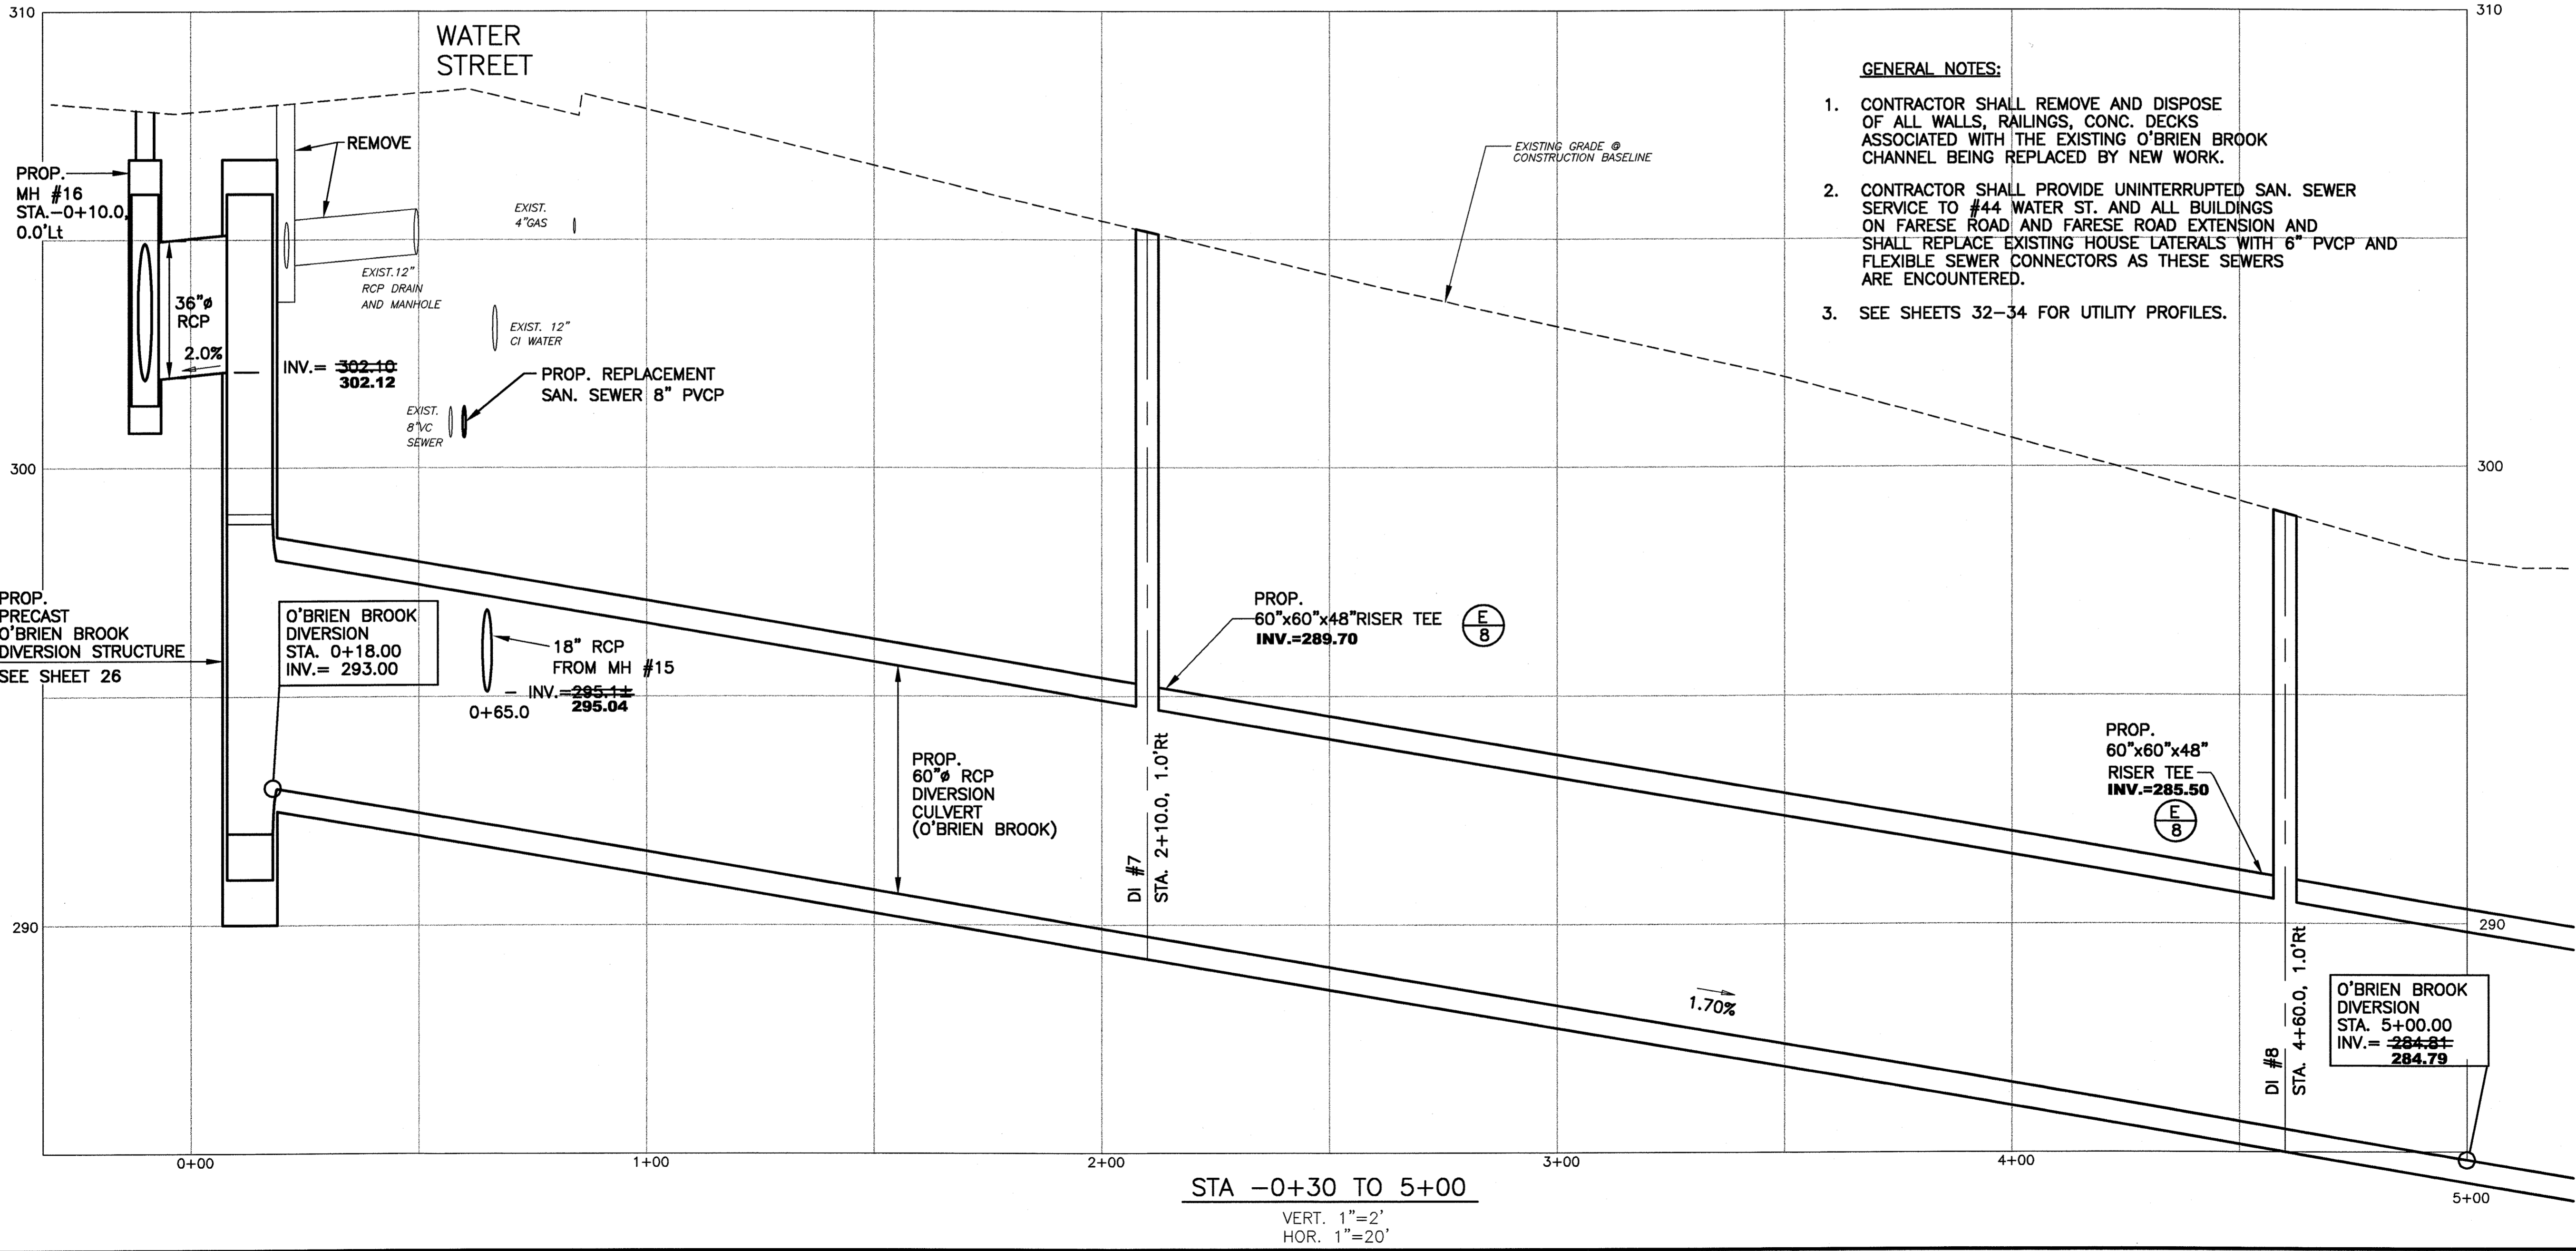 310
310
WATER
STREET
GENERAL NOTES:
1. CONTRACTOR SHALL REMOVE AND DISPOSE
OF ALL WALLS, RAILINGS, CONC. DECKS
ASSOCIATED WITH THE EXISTING O'BRIEN BROOK
CHANNEL BEING REPLACED BY NEW WORK.
2. CONTRACTOR SHALL PROVIDE UNINTERRUPTED SAN. SEWER
SERVICE TO #44 WATER ST. AND ALL BUILDINGS
ON FARESE ROAD AND FARESE ROAD EXTENSION AND
SHALL REPLACE EXISTING HOUSE LATERALS WITH 6" PVCP AND
FLEXIBLE SEWER CONNECTORS AS THESE SEWERS
ARE ENCOUNTERED.
3. SEE SHEETS 32-34 FOR UTILITY PROFILES.
REMOVE
EXISTING GRADE @
CONSTRUCTION BASELINE
PROP.
MH #16
STA.-0+10.0,
0.0'Lt
EXIST.
4"GAS
EXIST.12"
RCP DRAIN
AND MANHOLE
36"ø
RCP
2.0%
EXIST. 12"
CI WATER
INV.= 302.10
302.12
PROP. REPLACEMENT
SAN. SEWER 8" PVCP
EXIST.
8"VC
SEWER
300
300
PROP.
PRECAST
O'BRIEN BROOK
DIVERSION STRUCTURE
SEE SHEET 26
O'BRIEN BROOK
DIVERSION
STA. 0+18.00
INV.= 293.00
18" RCP
FROM MH #15
INV.=295.1±
295.04
0+65.0
PROP.
60"x60"x48"RISER TEE
INV.=289.70
E
8
PROP.
60"ø RCP
DIVERSION
CULVERT
(O'BRIEN BROOK)
DI #7
STA. 2+10.0, 1.0'Rt
PROP.
60"x60"x48"
RISER TEE
INV.=285.50
E
8
290
290
1.70%
DI #8
STA. 4+60.0, 1.0'Rt
O'BRIEN BROOK
DIVERSION
STA. 5+00.00
INV.= 284.81
284.79
0+00
1+00
2+00
3+00
4+00
5+00
STA -0+30 TO 5+00
VERT. 1"=2'
HOR. 1"=20'